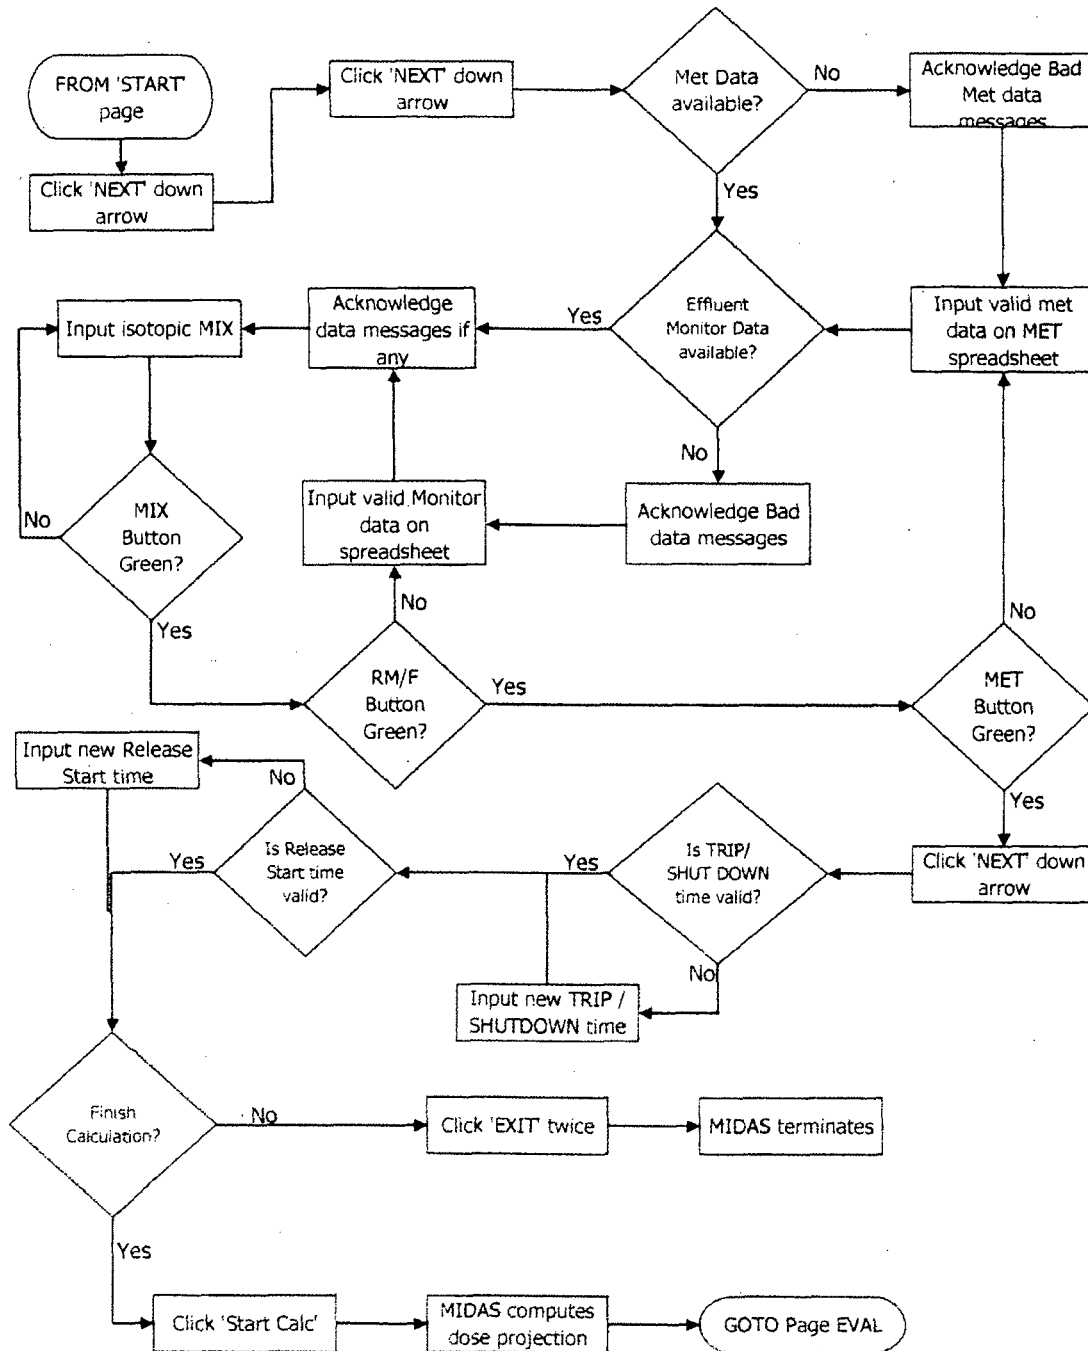 FROM 'START'
page
Click 'NEXT' down
arrow
Click 'NEXT' down
arrow
Met Data
available?
No
Acknowledge Bad
Met data
messages
Yes
Input isotopic MIX
Acknowledge
data messages if
any
Yes
Effluent
Monitor Data
available?
Input valid met
data on MET
spreadsheet
No
MIX
Button
Green?
No
Input valid Monitor
data on
spreadsheet
Acknowledge Bad
data messages
Yes
No
RM/F
Button
Green?
Yes
No
MET
Button
Green?
Yes
Input new Release
Start time
No
Yes
Is Release
Start time
valid?
Yes
Is TRIP/
SHUT DOWN
time valid?
Click 'NEXT' down
arrow
No
Input new TRIP /
SHUTDOWN time
Finish
Calculation?
No
Click 'EXIT' twice
MIDAS terminates
Yes
Click 'Start Calc'
MIDAS computes
dose projection
GOTO Page EVAL